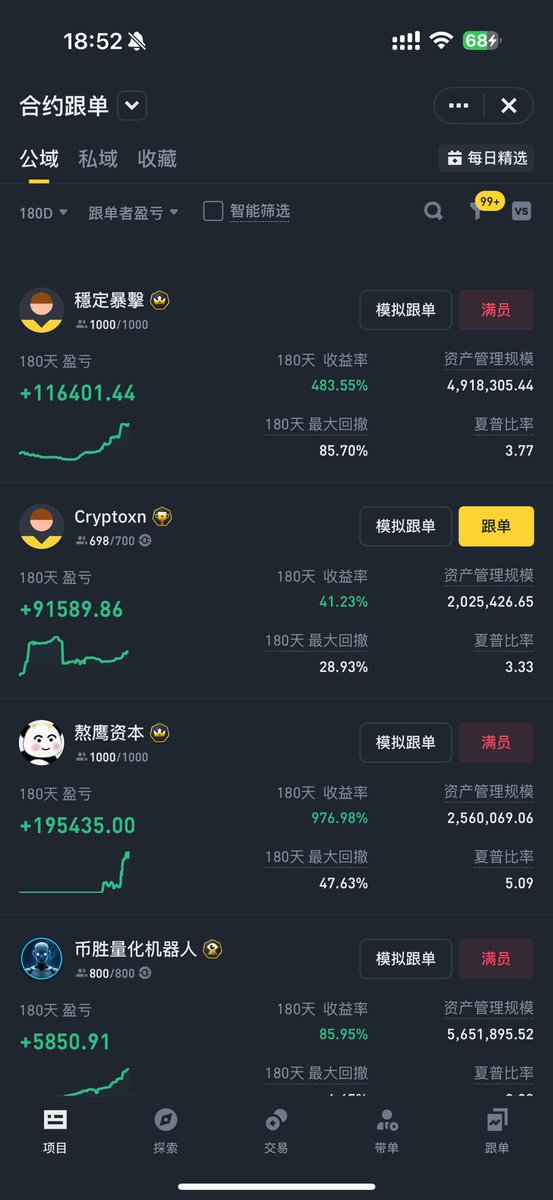 18:52
68
合约跟单
公域 私域 收藏 每日精选
180D 跟单者盈亏 智能筛选 99+ VS
穩定暴擊
1000/1000
模拟跟单 满员
180天 盈亏 180天 收益率 资产管理规模
+116401.44 483.55% 4,918,305.44
180天 最大回撤 夏普比率
85.70% 3.77
Cryptoxn
698/700
模拟跟单 跟单
180天 盈亏 180天 收益率 资产管理规模
+91589.86 41.23% 2,025,426.65
180天 最大回撤 夏普比率
28.93% 3.33
熬鹰资本
1000/1000
模拟跟单 满员
180天 盈亏 180天 收益率 资产管理规模
+195435.00 976.98% 2,560,069.06
180天 最大回撤 夏普比率
47.63% 5.09
币胜量化机器人
800/800
模拟跟单 满员
180天 盈亏 180天 收益率 资产管理规模
+5850.91 85.95% 5,651,895.52
180天 最大回撤 夏普比率
项目 探索 交易 带单 跟单